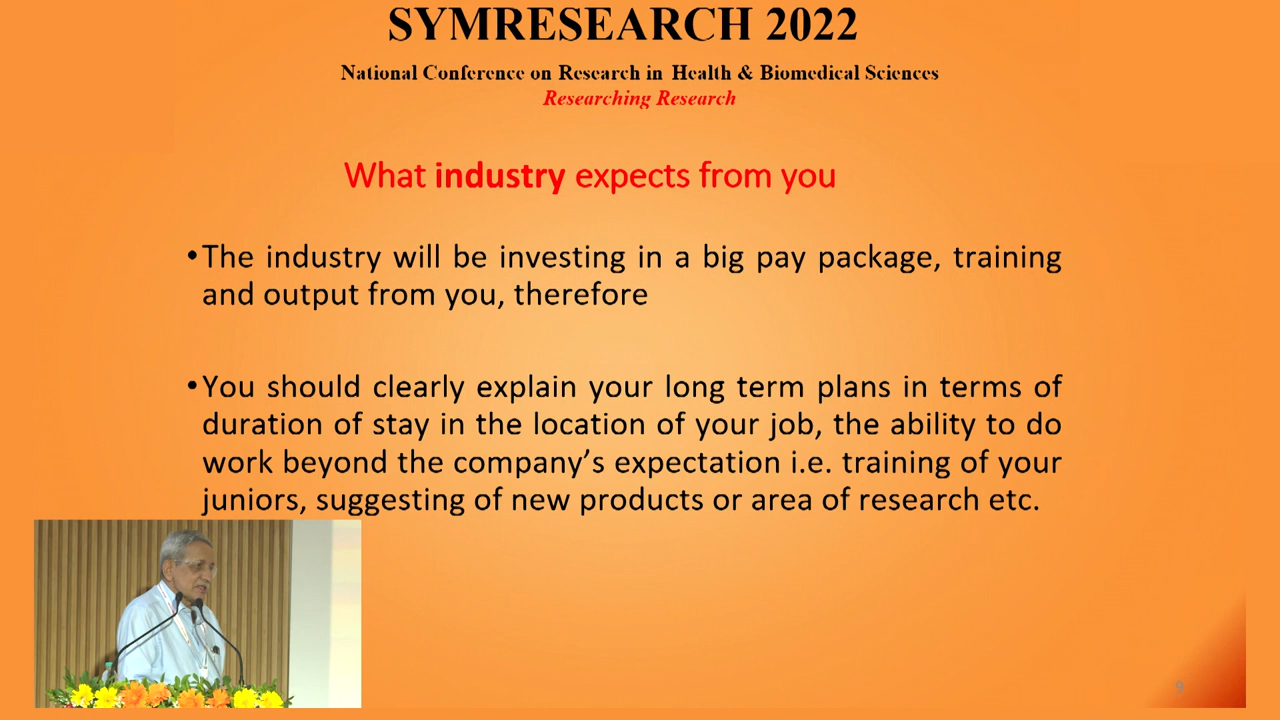 SYMRESEARCH 2022
National Conference on Research in Health & Biomedical Sciences
Researching Research
What industry expects from you
•The industry will be investing in a big pay package, training
and output from you, therefore
•You should clearly explain your long term plans in terms of
duration of stay in the location of your job, the ability to do
work beyond the company’s expectation i.e. training of your
juniors, suggesting of new products or area of research etc.
9